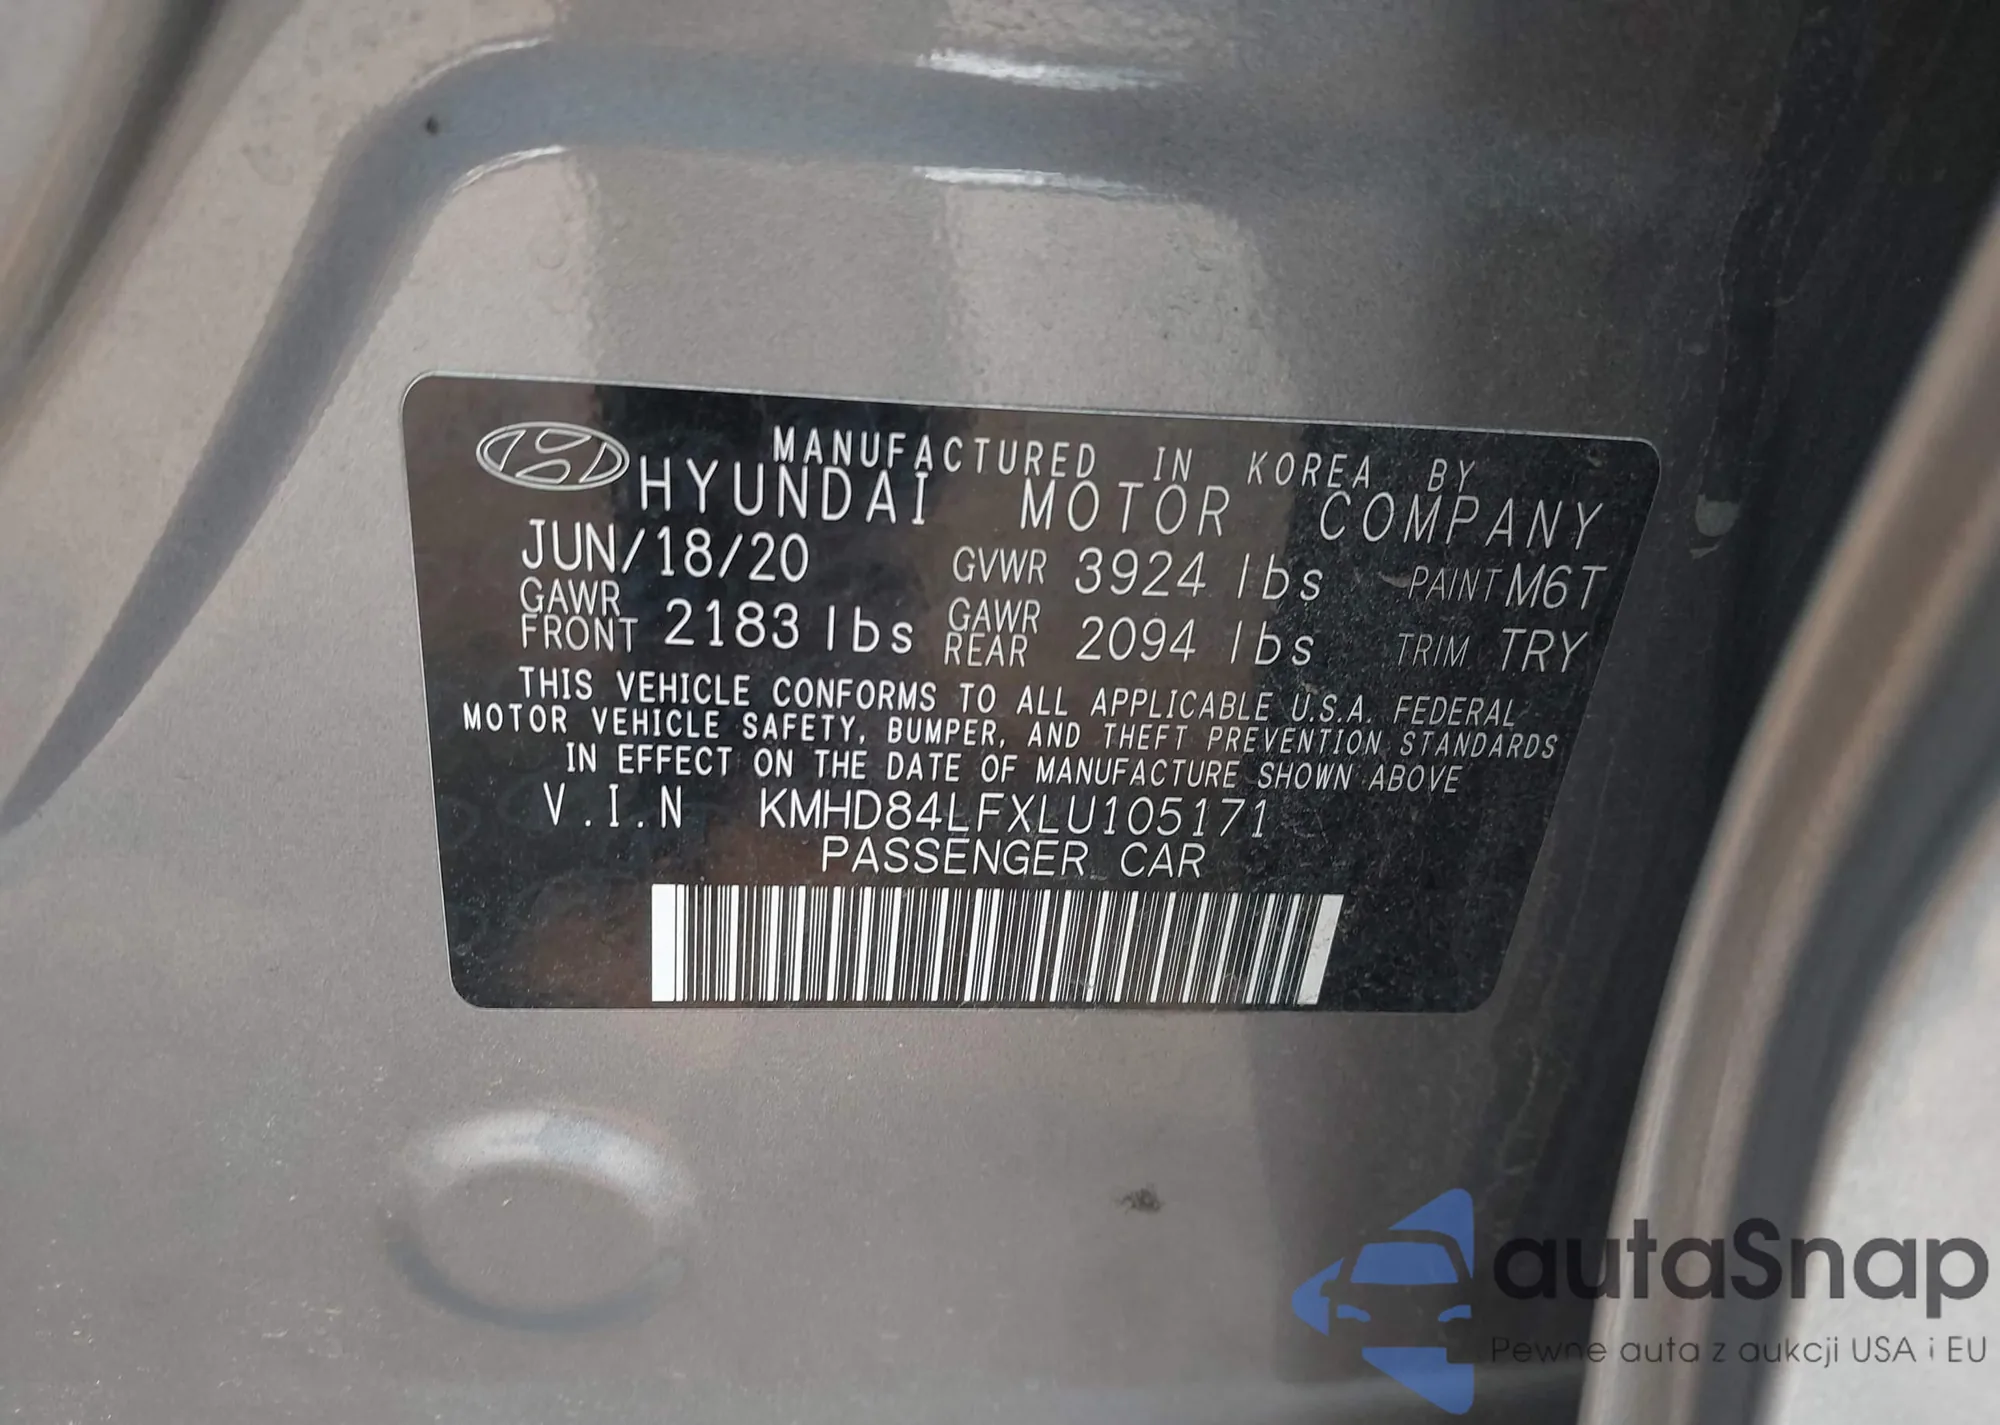 MANUFACTURED IN KOREA BY
HYUNDAI MOTOR COMPANY
JUN/18/20 GVWR 3924 lbs PAINT M6T
GAWR FRONT 2183 lbs GAWR REAR 2094 lbs TRIM TRY
THIS VEHICLE CONFORMS TO ALL APPLICABLE U.S.A. FEDERAL
MOTOR VEHICLE SAFETY, BUMPER, AND THEFT PREVENTION STANDARDS
IN EFFECT ON THE DATE OF MANUFACTURE SHOWN ABOVE
V.I.N KMHD84LFXLU105171
PASSENGER CAR
autaSnap
Pewne auta z aukcji USA i EU